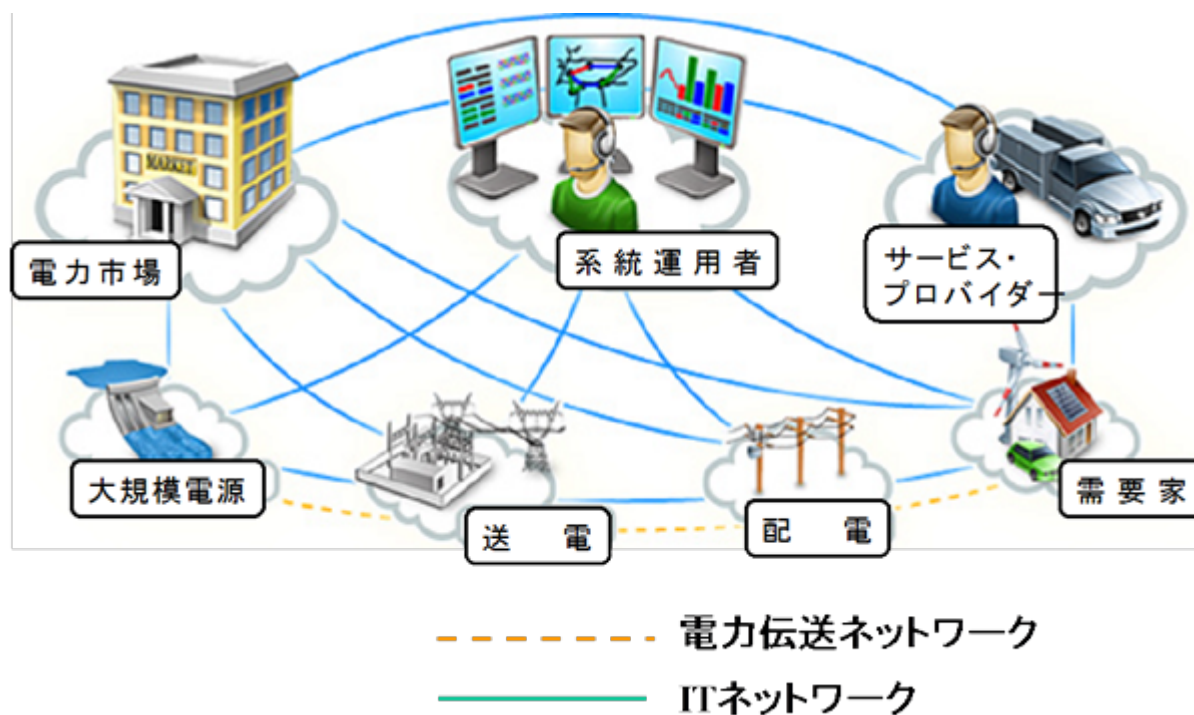 MARKET
電力市場
系統運用者
サービス・
プロバイダー
大規模電源
送電
配電
需要家
電力伝送ネットワーク
ITネットワーク